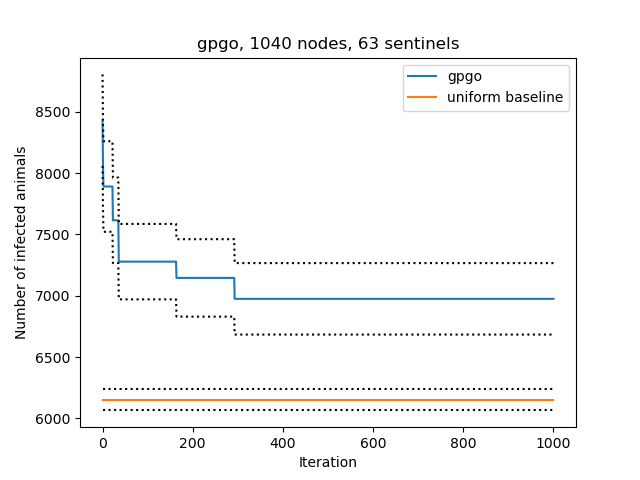 gpgo, 1040 nodes, 63 sentinels
gpgo
uniform baseline
Number of infected animals
8500
8000
7500
7000
6500
6000
0 200 400 600 800 1000
Iteration